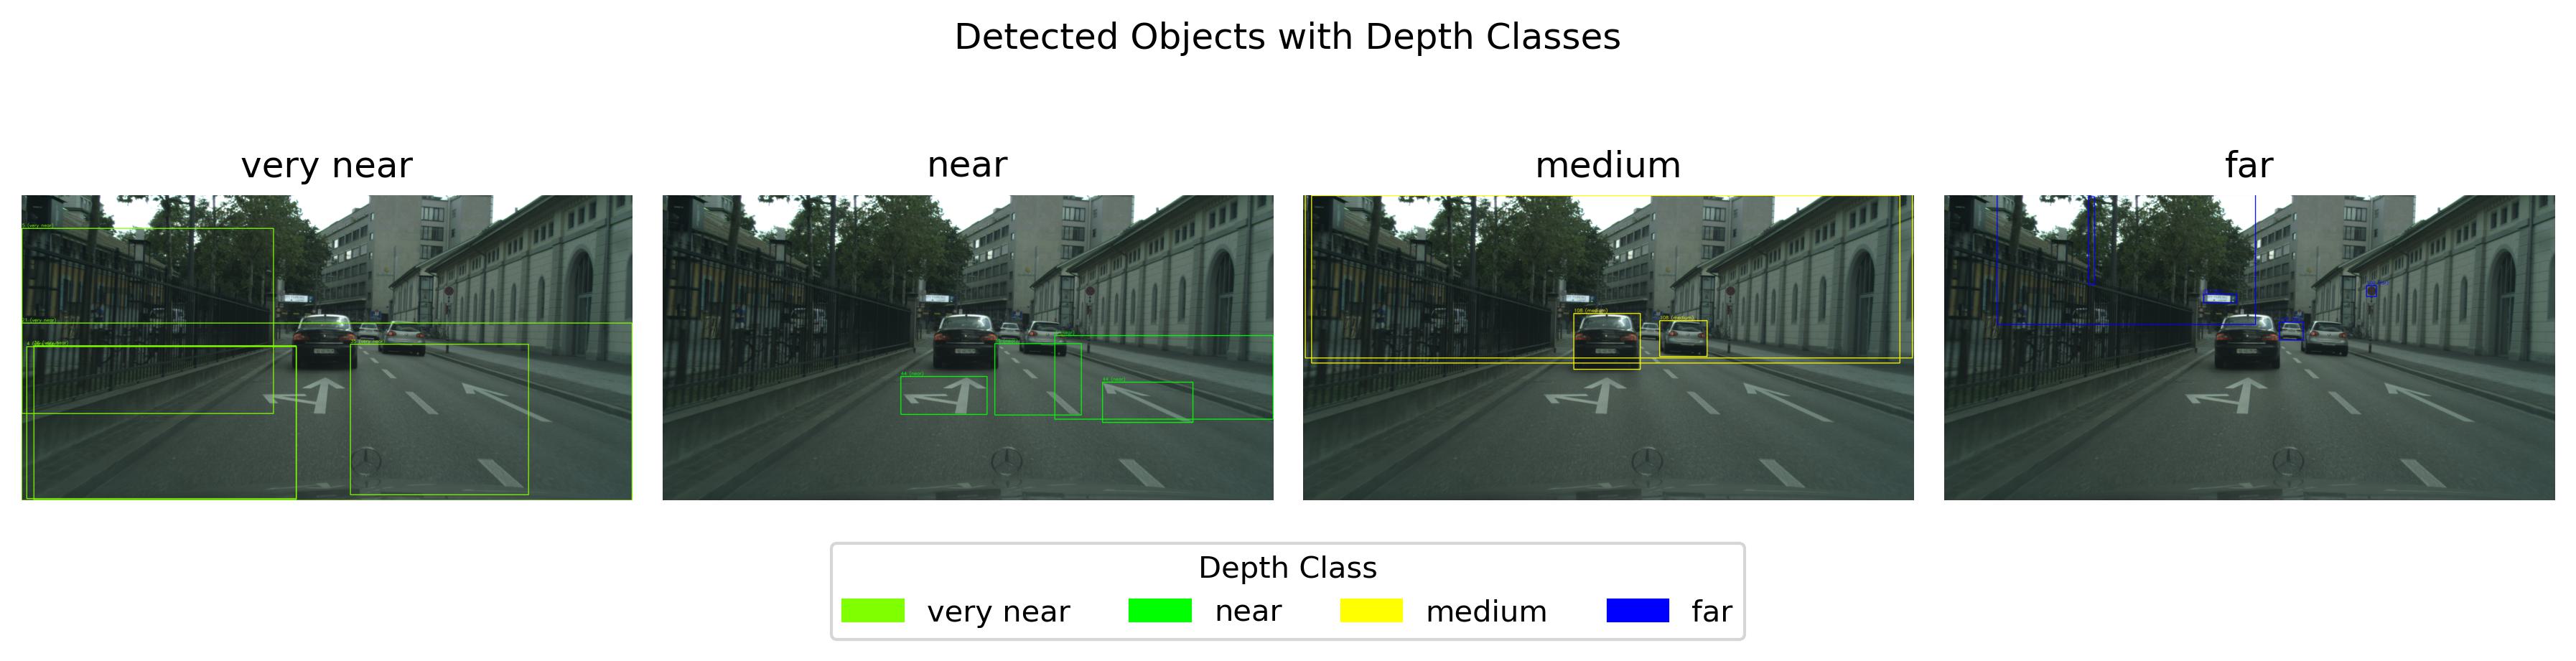 Detected Objects with Depth Classes
very near
near
medium
far
Depth Class
very near
near
medium
far